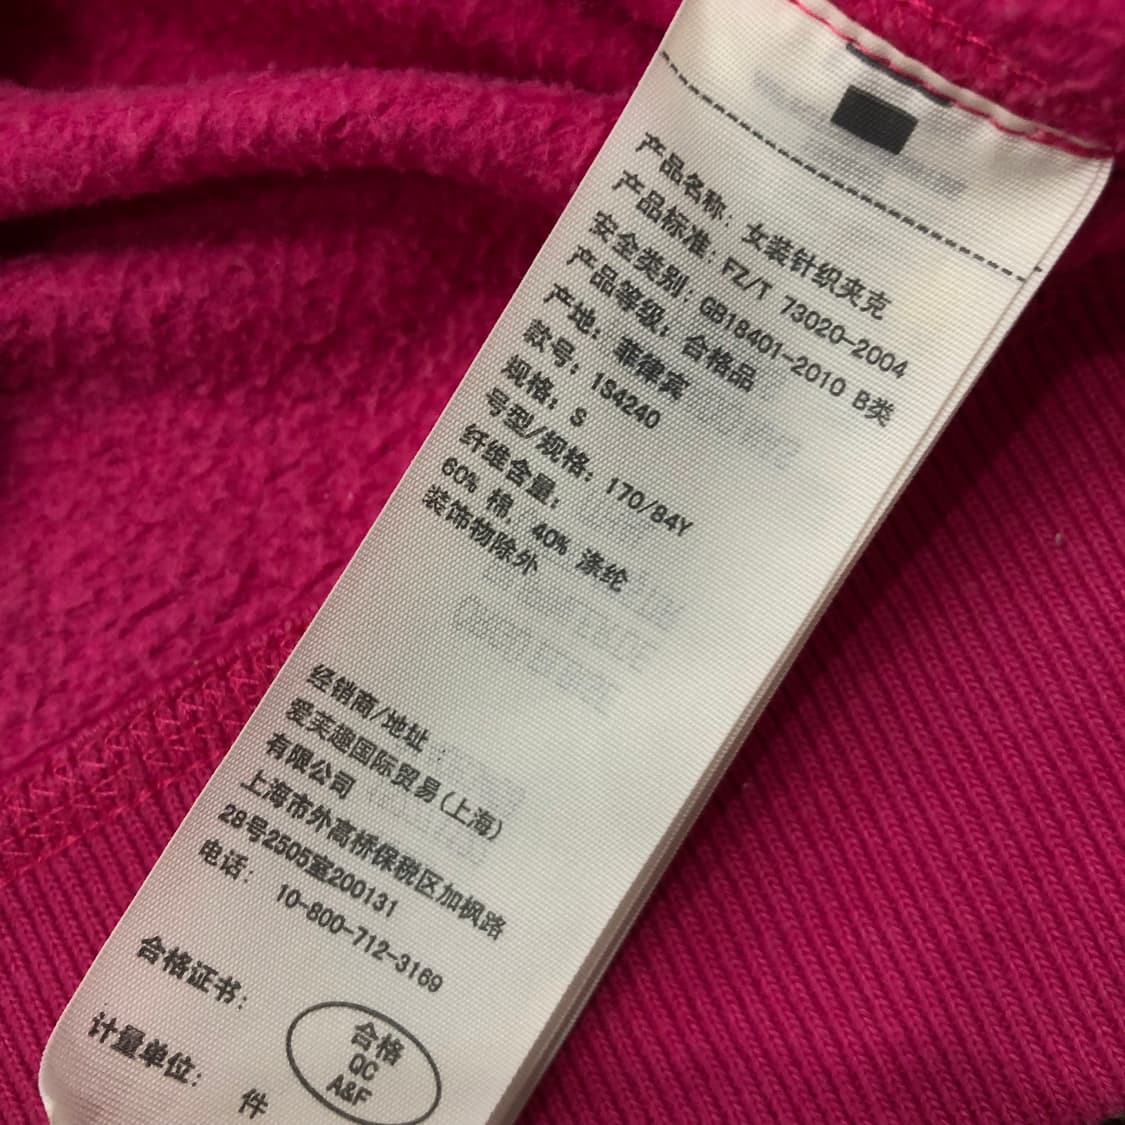 产品名称: 女装针织夹克
产品标准: FZ/T 73020-2004
安全类别: GB18401-2010 B类
产品等级: 合格品
产地: 菲律宾
款号: 1S4240
规格: S
号型/规格: 170/84Y
纤维含量:
60% 棉, 40% 涤纶
装饰物除外
经销商/地址:
爱芙趣国际贸易(上海)
有限公司
上海市外高桥保税区加枫路
28号2505室200131
电话: 10-800-712-3169
合格证书:
合格
QC
A&F
计量单位: 件